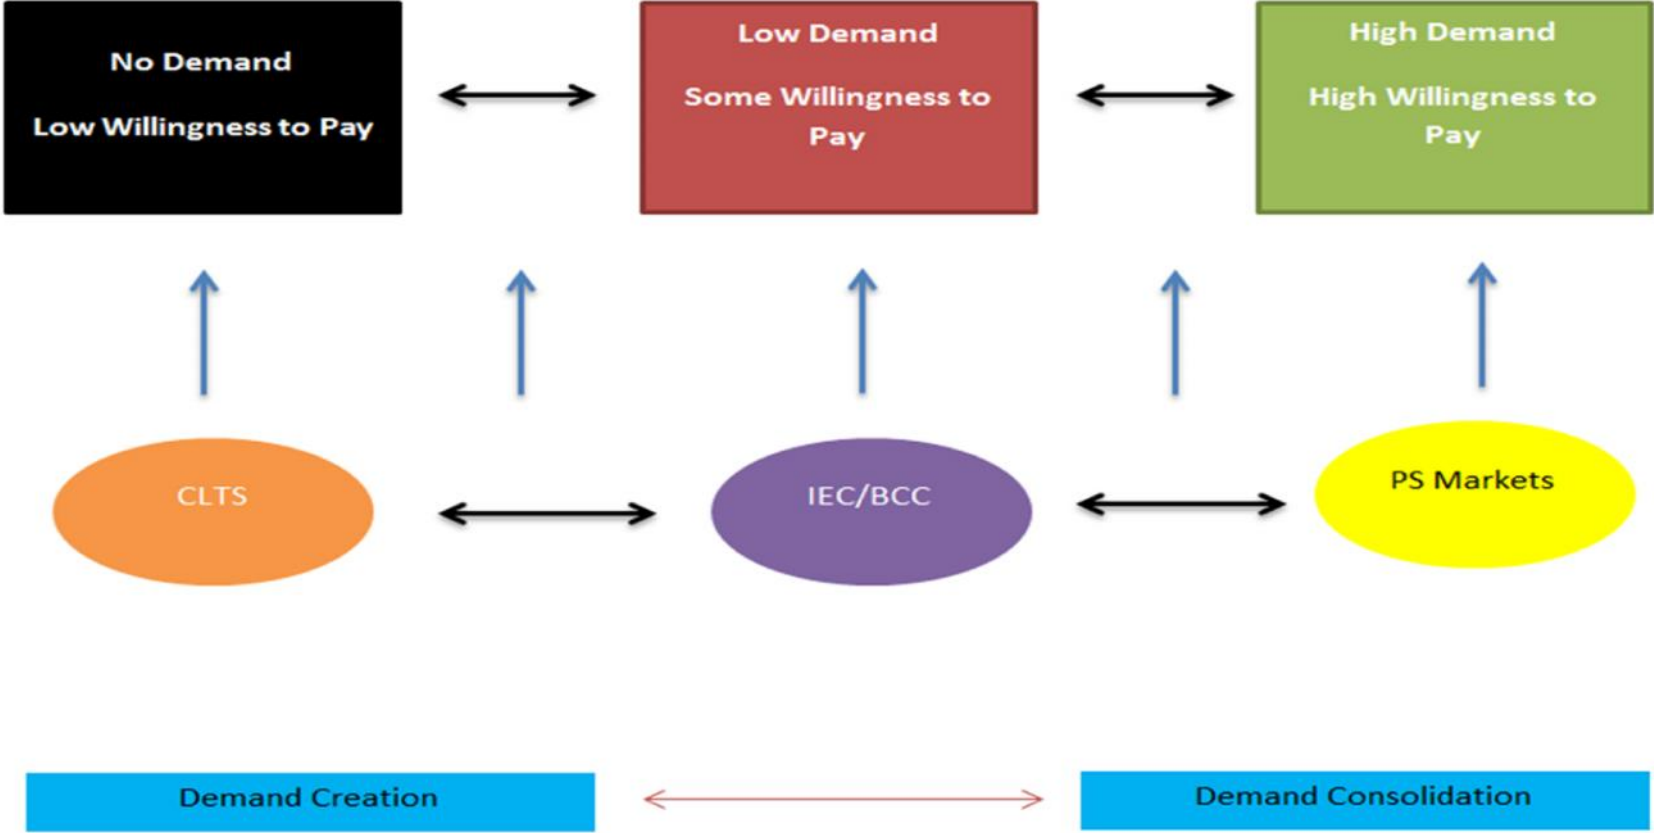 No Demand
Low Willingness to Pay
Low Demand
Some Willingness to
Pay
High Demand
High Willingness to
Pay
CLTS
IEC/BCC
PS Markets
Demand Creation
Demand Consolidation